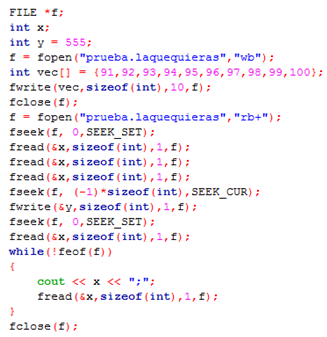 FILE *f;
int x;
int y = 555;
f = fopen("prueba.laquequieras","wb");
int vec[] = {91,92,93,94,95,96,97,98,99,100};
fwrite(vec,sizeof(int),10,f);
fclose(f);
f = fopen("prueba.laquequieras","rb+");
fseek(f, 0,SEEK_SET);
fread(&x,sizeof(int),1,f);
fread(&x,sizeof(int),1,f);
fread(&x,sizeof(int),1,f);
fseek(f, (-1)*sizeof(int),SEEK_CUR);
fwrite(&y,sizeof(int),1,f);
fseek(f, 0,SEEK_SET);
fread(&x,sizeof(int),1,f);
while(!feof(f))
{
    cout << x << ";";
    fread(&x,sizeof(int),1,f);
}
fclose(f);